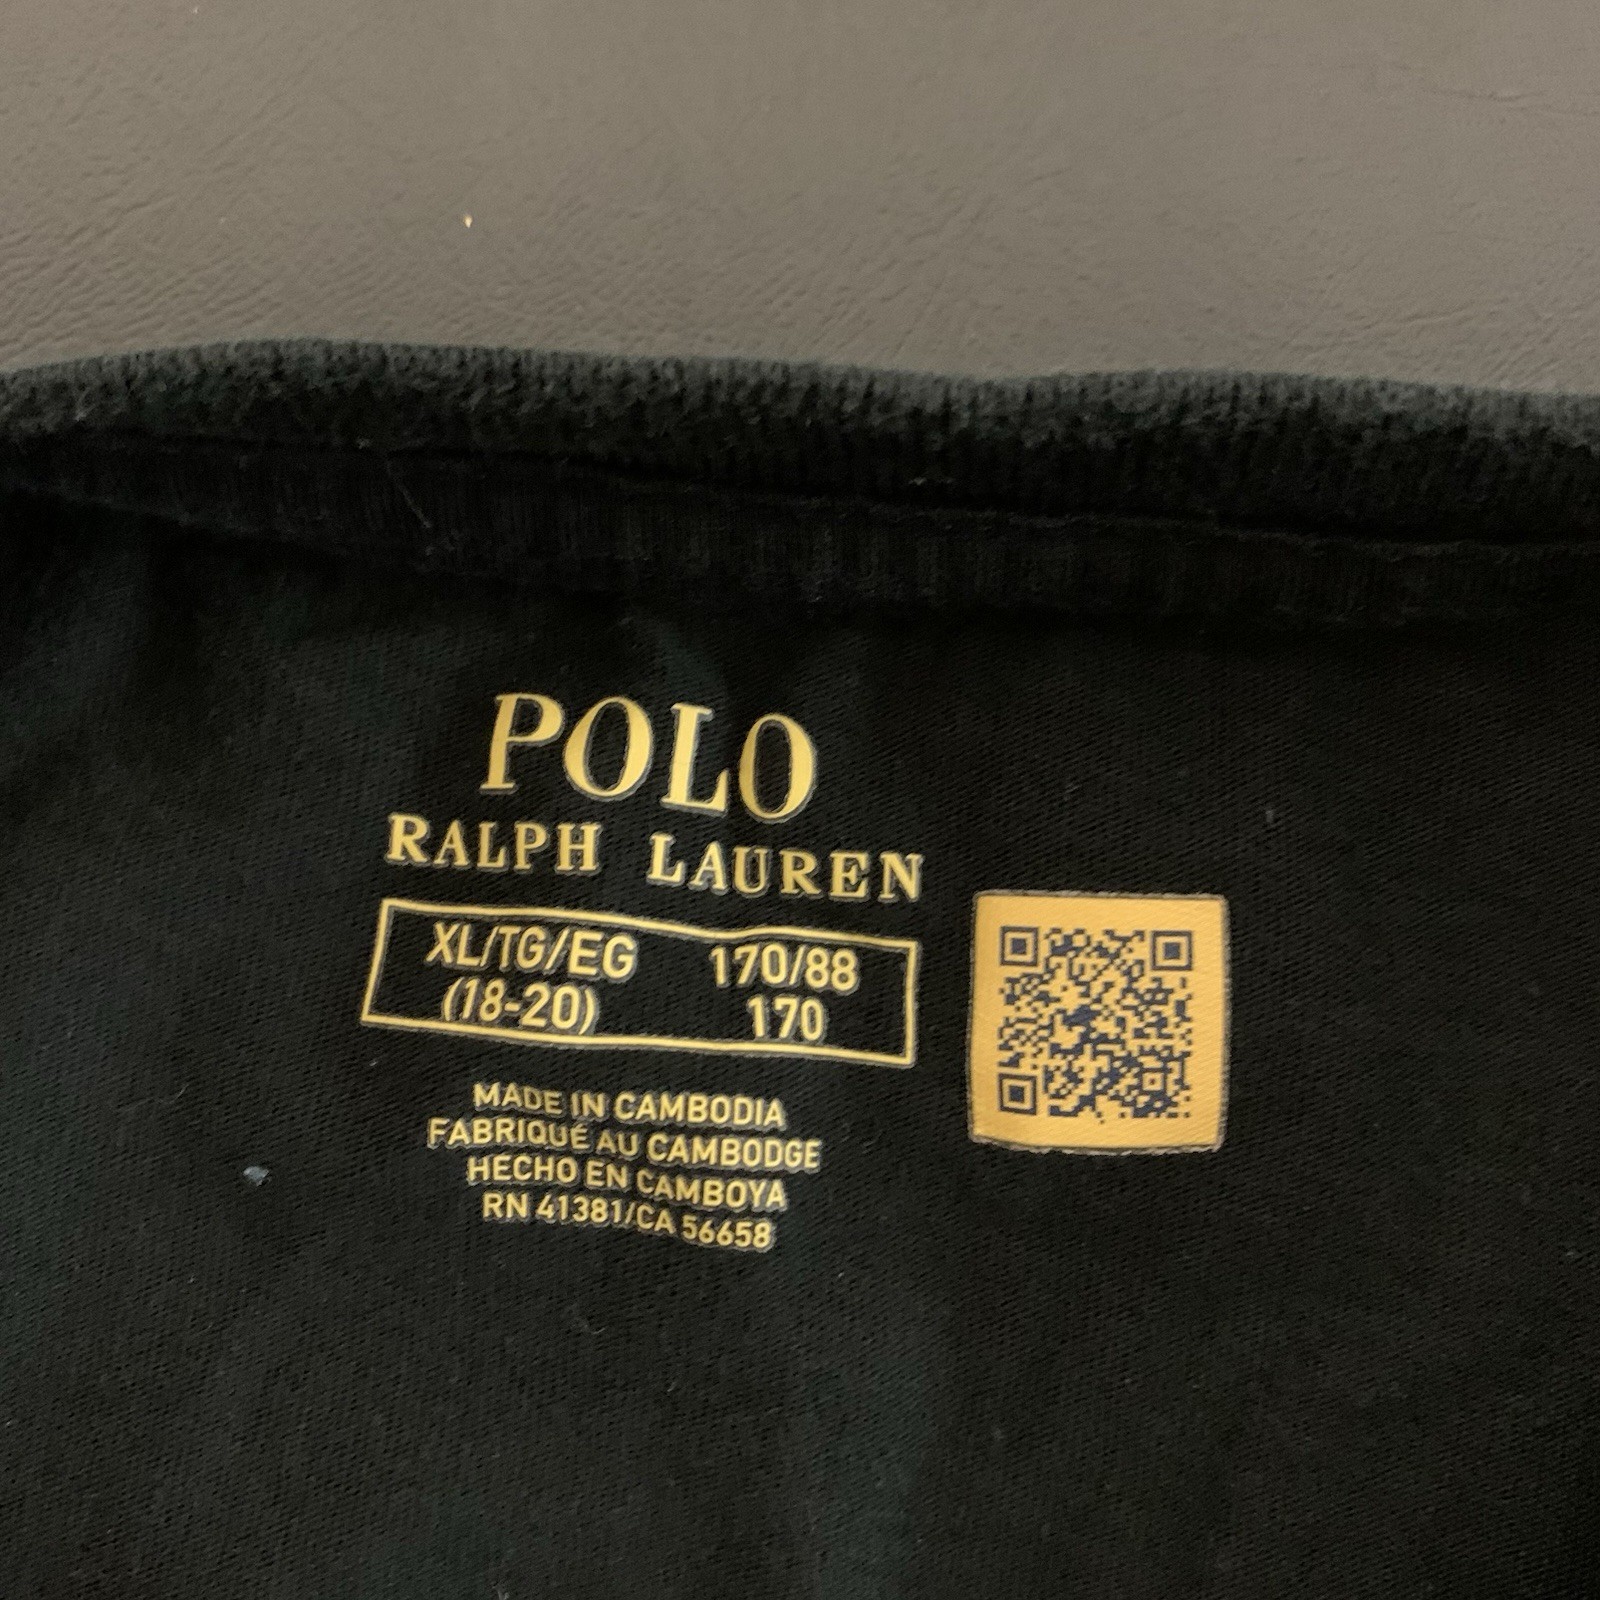 POLO
RALPH LAUREN
XL/TG/EG 170/88
(18-20) 170
MADE IN CAMBODIA
FABRIQUÉ AU CAMBODGE
HECHO EN CAMBOYA
RN 41381/CA 56658